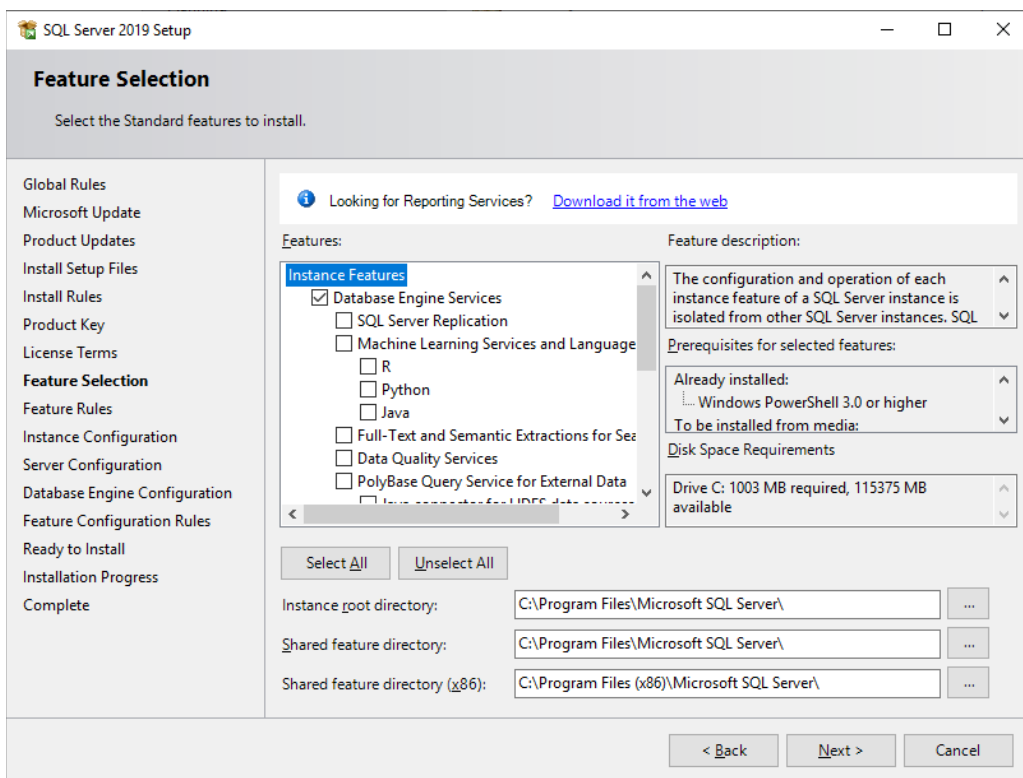 SQL Server 2019 Setup
Feature Selection
Select the Standard features to install.
Global Rules
Microsoft Update
Product Updates
Install Setup Files
Install Rules
Product Key
License Terms
Feature Selection
Feature Rules
Instance Configuration
Server Configuration
Database Engine Configuration
Feature Configuration Rules
Ready to Install
Installation Progress
Complete
Looking for Reporting Services? Download it from the web
Features:
Instance Features
Database Engine Services
SQL Server Replication
Machine Learning Services and Language
R
Python
Java
Full-Text and Semantic Extractions for Sea
Data Quality Services
PolyBase Query Service for External Data
Java connector for HDFS data sources
Feature description:
The configuration and operation of each
instance feature of a SQL Server instance is
isolated from other SQL Server instances. SQL
Prerequisites for selected features:
Already installed:
Windows PowerShell 3.0 or higher
To be installed from media:
Disk Space Requirements
Drive C: 1003 MB required, 115375 MB
available
Select All
Unselect All
Instance root directory: C:\Program Files\Microsoft SQL Server\ ...
Shared feature directory: C:\Program Files\Microsoft SQL Server\ ...
Shared feature directory (x86): C:\Program Files (x86)\Microsoft SQL Server\ ...
< Back
Next >
Cancel